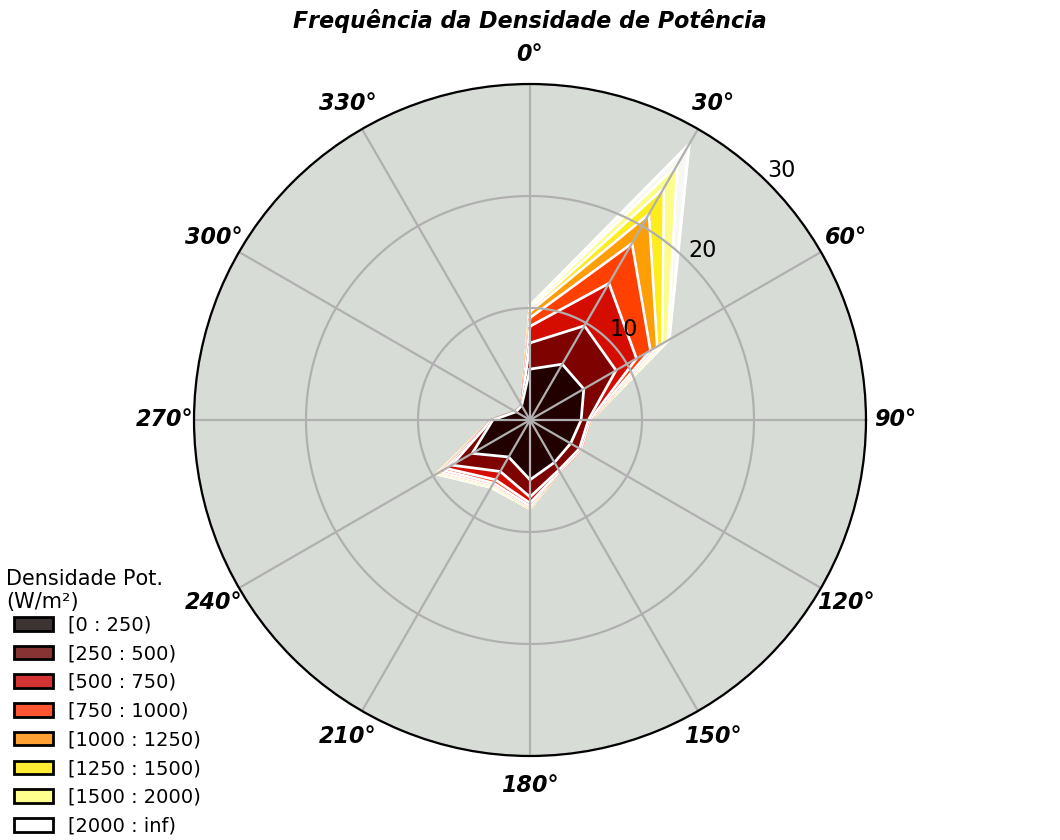 Frequência da Densidade de Potência
0°
330°
30°
30
300°
60°
20
10
270°
90°
240°
120°
210°
150°
180°
Densidade Pot.
(W/m²)
[0 : 250)
[250 : 500)
[500 : 750)
[750 : 1000)
[1000 : 1250)
[1250 : 1500)
[1500 : 2000)
[2000 : inf)